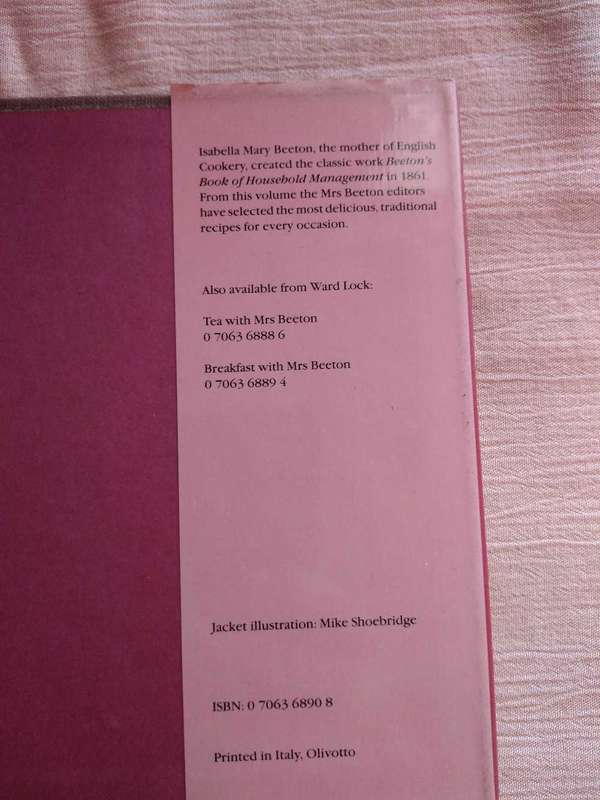 Isabella Mary Beeton, the mother of English
Cookery, created the classic work Beeton's
Book of Household Management in 1861.
From this volume the Mrs Beeton editors
have selected the most delicious, traditional
recipes for every occasion.
Also available from Ward Lock:
Tea with Mrs Beeton
0 7063 6888 6
Breakfast with Mrs Beeton
0 7063 6889 4
Jacket illustration: Mike Shoebridge
ISBN: 0 7063 6890 8
Printed in Italy, Olivotto